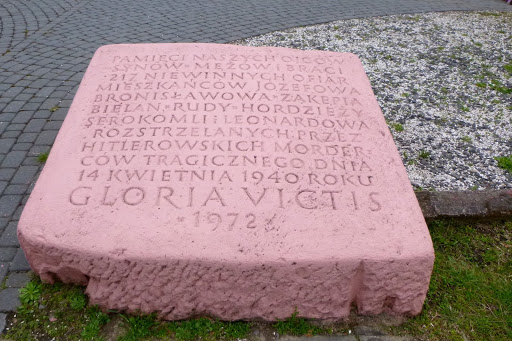 PAMIĘCI NASZYCH OJCÓW
SYNÓW MĘŻÓW I BRACI
217 NIEWINNYCH OFIAR
MIESZKAŃCÓW JÓZEFOWA
BRONISŁAWOWA - ZAKĘPIA
BIELAN - RUDY - HORDZIEŻY
SEROKOMLI i LEONARDOWA
ROZSTRZELANYCH PRZEZ
HITLEROWSKICH MORDER
CÓW TRAGICZNEGO DNIA
14 KWIETNIA 1940 ROKU
GLORIA VICTIS
- 1972 -